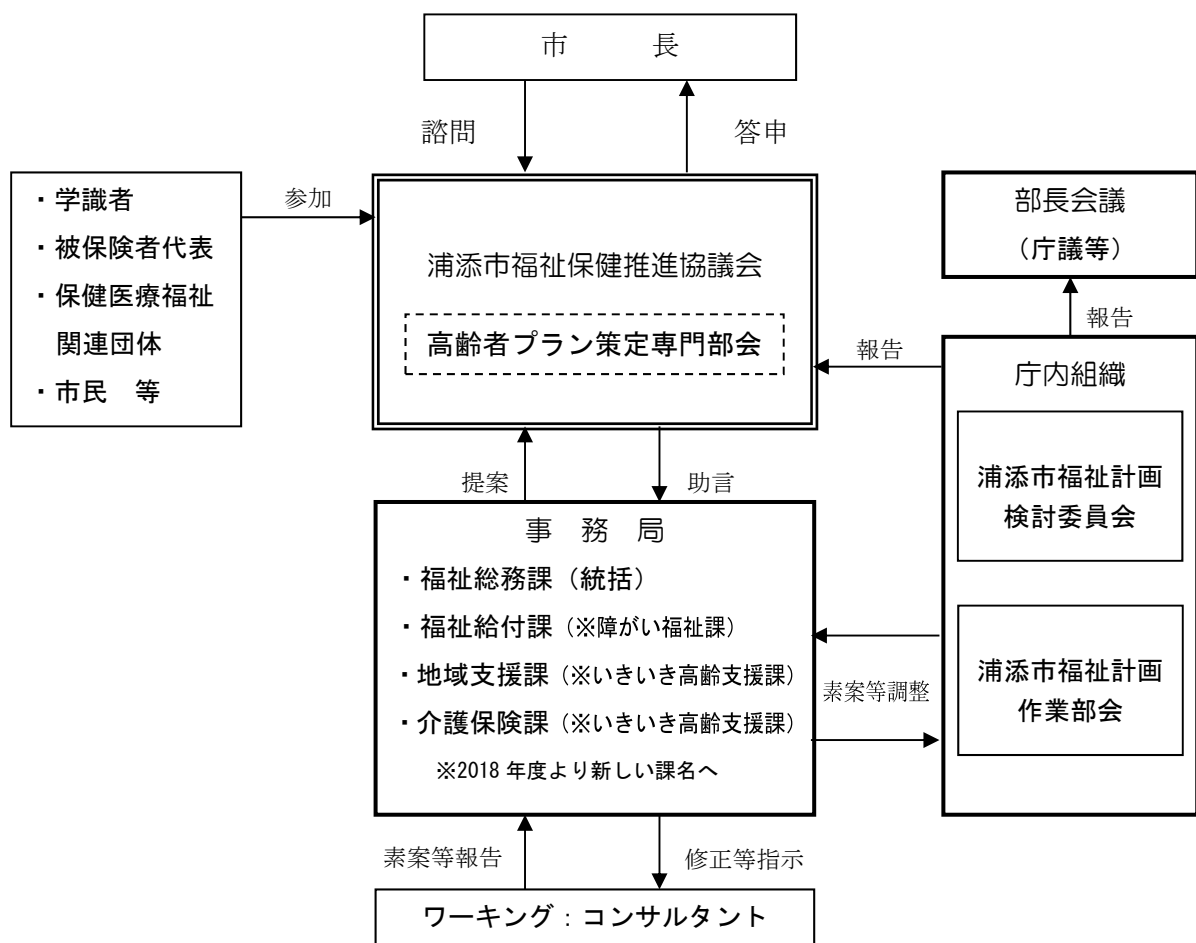 市　　　長
諮問
答申
・学識者
・被保険者代表
・保健医療福祉
関連団体
・市民　等
参加
浦添市福祉保健推進協議会
高齢者プラン策定専門部会
部長会議
（庁議等）
報告
報告
庁内組織
浦添市福祉計画
検討委員会
浦添市福祉計画
作業部会
提案
助言
事　務　局
・福祉総務課（統括）
・福祉給付課（※障がい福祉課）
・地域支援課（※いきいき高齢支援課）
・介護保険課（※いきいき高齢支援課）
※2018 年度より新しい課名へ
素案等調整
素案等報告
修正等指示
ワーキング：コンサルタント